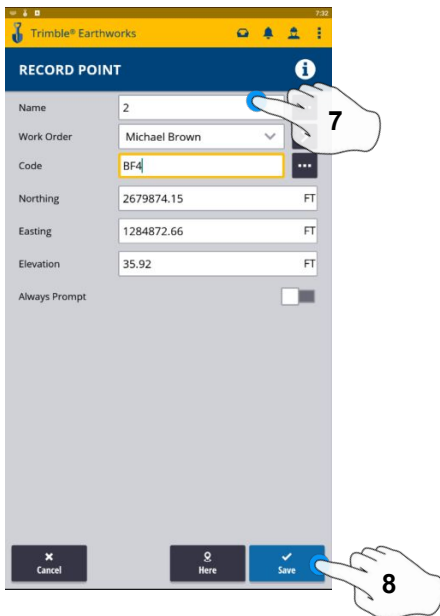 7:32
Trimble® Earthworks
RECORD POINT
Name 2
7
Work Order Michael Brown
Code BF4
Northing 2679874.15 FT
Easting 1284872.66 FT
Elevation 35.92 FT
Always Prompt
Cancel Here Save
8